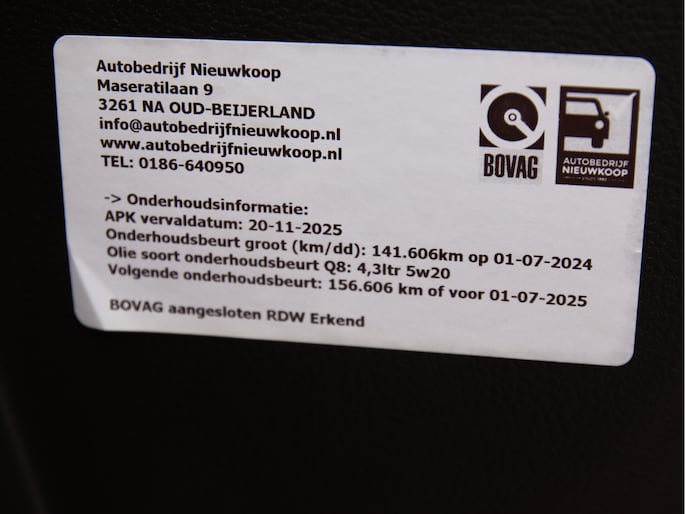 Autobedrijf Nieuwkoop
Maseratilaan 9
3261 NA OUD-BEIJERLAND
info@autobedrijfnieuwkoop.nl
www.autobedrijfnieuwkoop.nl
TEL: 0186-640950
BOVAG
AUTOBEDRIJF
NIEUWKOOP
-> Onderhoudsinformatie:
APK vervaldatum: 20-11-2025
Onderhoudsbeurt groot (km/dd): 141.606km op 01-07-2024
Olie soort onderhoudsbeurt Q8: 4,3ltr 5w20
Volgende onderhoudsbeurt: 156.606 km of voor 01-07-2025
BOVAG aangesloten RDW Erkend